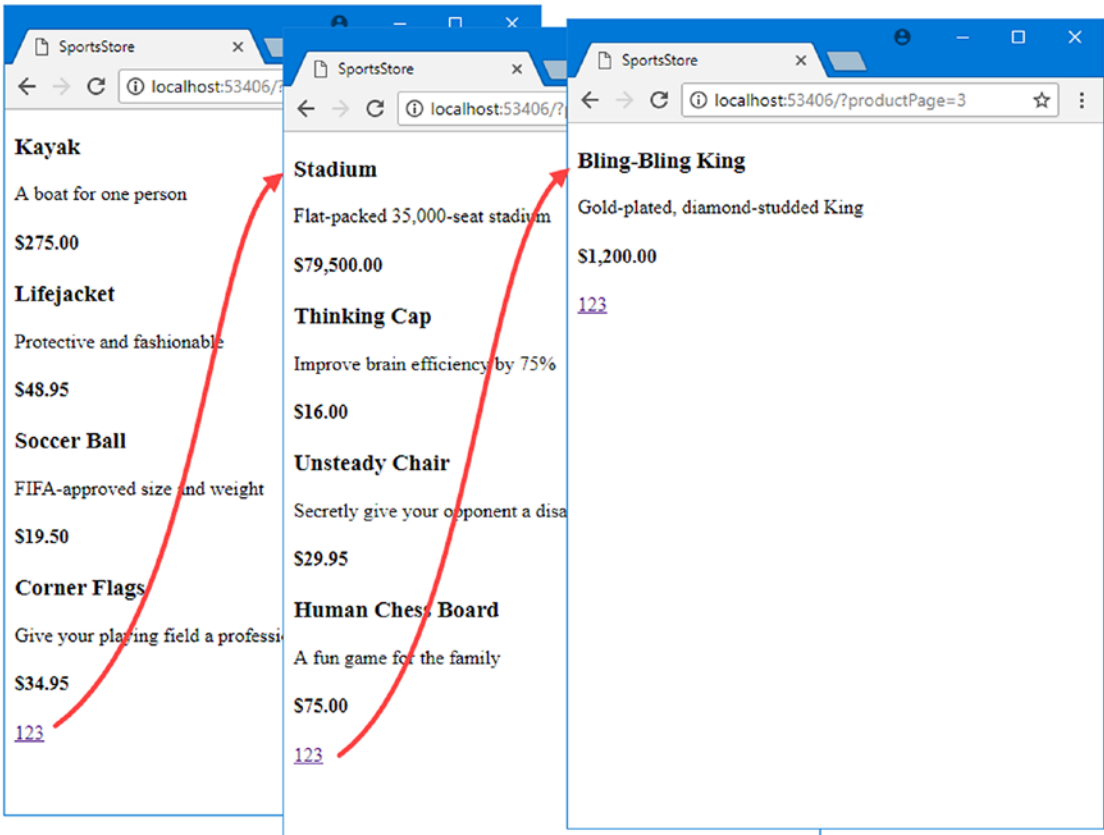 SportsStore
localhost:53406/?
Kayak
A boat for one person
$275.00
Lifejacket
Protective and fashionable
$48.95
Soccer Ball
FIFA-approved size and weight
$19.50
Corner Flags
Give your playing field a
$34.95
123
SportsStore
localhost:53406/?
Stadium
Flat-packed 35,000-seat stadium
$79,500.00
Thinking Cap
Improve brain efficiency by 75%
$16.00
Unsteady Chair
Secretly give your opponent a
$29.95
Human Chess Board
A fun game for the family
$75.00
123
SportsStore
localhost:53406/?productPage=3
Bling-Bling King
Gold-plated, diamond-studded King
$1,200.00
123